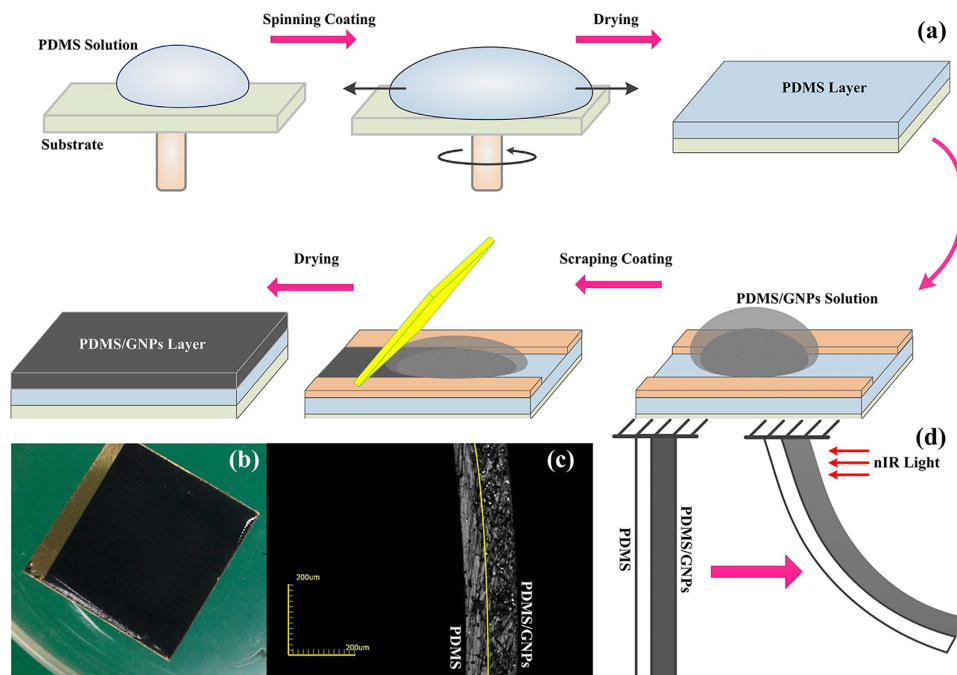 Spinning Coating
Drying
(a)
PDMS Solution
PDMS Layer
Substrate
Drying
Scraping Coating
PDMS/GNPs Solution
PDMS/GNPs Layer
(b)
(c)
(d)
nIR Light
200um
200um
PDMS
PDMS/GNPs
PDMS
PDMS/GNPs